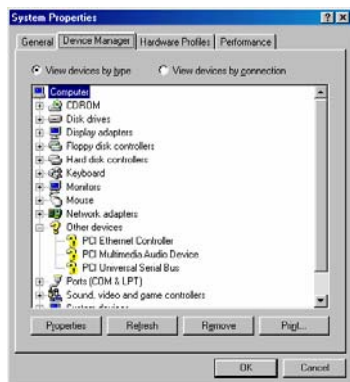 System Properties
General Device Manager Hardware Profiles Performance
View devices by type View devices by connection
Computer
CDROM
Disk drives
Display adapters
Floppy disk controllers
Hard disk controllers
Keyboard
Monitors
Mouse
Network adapters
Other devices
PCI Ethernet Controller
PCI Multimedia Audio Device
PCI Universal Serial Bus
Ports (COM & LPT)
Sound, video and game controllers
System devices
Properties Refresh Remove Print...
OK Cancel